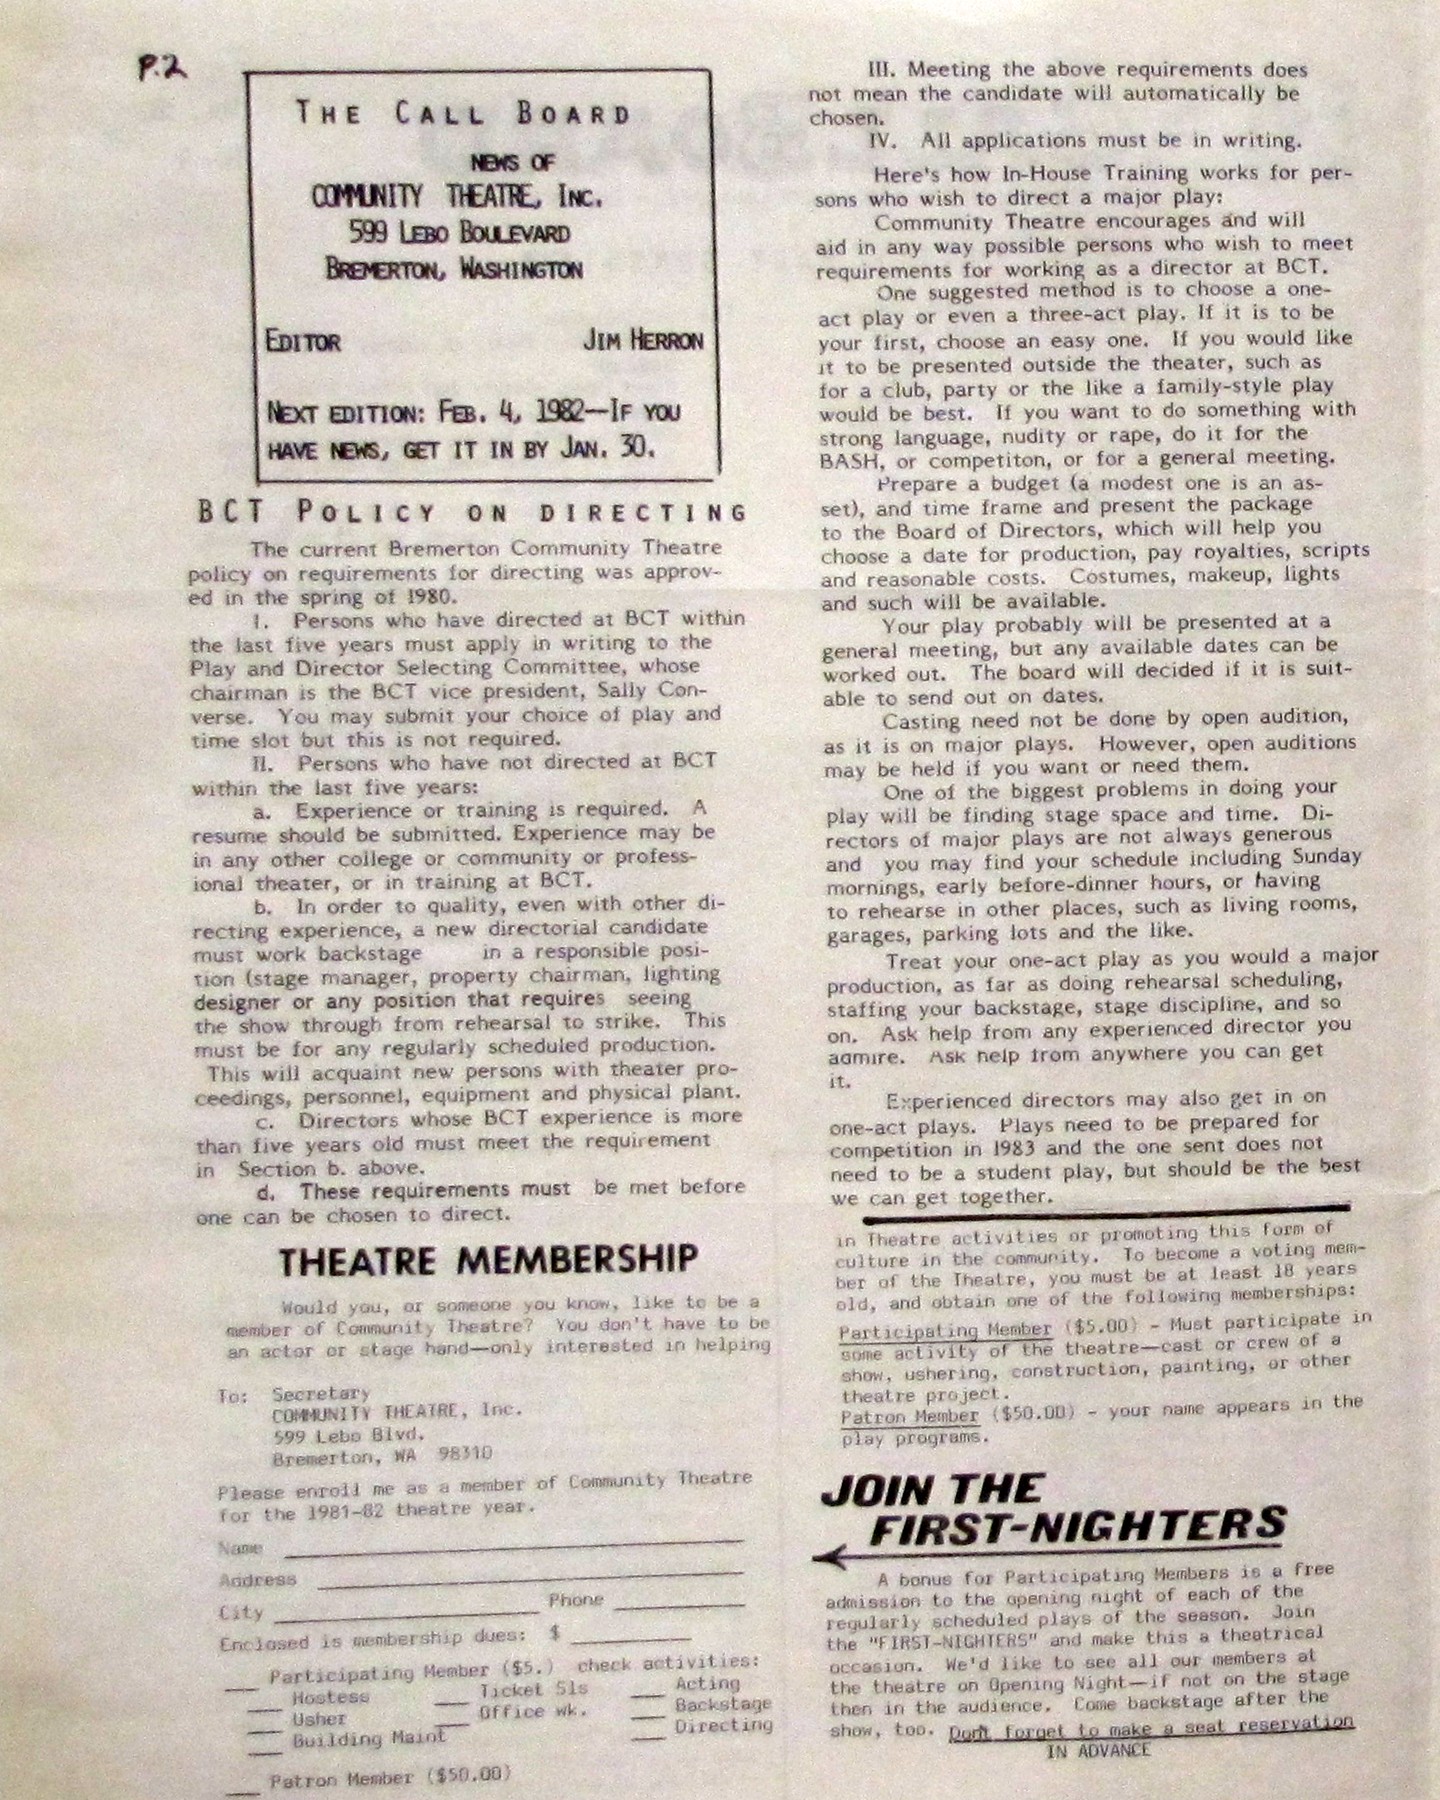 P.2
THE CALL BOARD
NEWS OF
COMMUNITY THEATRE, INC.
599 LEBO BOULEVARD
BREMERTON, WASHINGTON
EDITOR JIM HERRON
NEXT EDITION: FEB. 4, 1982—IF YOU
HAVE NEWS, GET IT IN BY JAN. 30.
BCT POLICY ON DIRECTING
The current Bremerton Community Theatre
policy on requirements for directing was approv-
ed in the spring of 1980.
I. Persons who have directed at BCT within
the last five years must apply in writing to the
Play and Director Selecting Committee, whose
chairman is the BCT vice president, Sally Con-
verse. You may submit your choice of play and
time slot but this is not required.
II. Persons who have not directed at BCT
within the last five years:
a. Experience or training is required. A
resume should be submitted. Experience may be
in any other college or community or profess-
ional theater, or in training at BCT.
b. In order to quality, even with other di-
recting experience, a new directorial candidate
must work backstage in a responsible posi-
tion (stage manager, property chairman, lighting
designer or any position that requires seeing
the show through from rehearsal to strike. This
must be for any regularly scheduled production.
This will acquaint new persons with theater pro-
ceedings, personnel, equipment and physical plant.
c. Directors whose BCT experience is more
than five years old must meet the requirement
in Section b. above.
d. These requirements must be met before
one can be chosen to direct.
III. Meeting the above requirements does
not mean the candidate will automatically be
chosen.
IV. All applications must be in writing.
Here's how In-House Training works for per-
sons who wish to direct a major play:
Community Theatre encourages and will
aid in any way possible persons who wish to meet
requirements for working as a director at BCT.
One suggested method is to choose a one-
act play or even a three-act play. If it is to be
your first, choose an easy one. If you would like
it to be presented outside the theater, such as
for a club, party or the like a family-style play
would be best. If you want to do something with
strong language, nudity or rape, do it for the
BASH, or competiton, or for a general meeting.
Prepare a budget (a modest one is an as-
set), and time frame and present the package
to the Board of Directors, which will help you
choose a date for production, pay royalties, scripts
and reasonable costs. Costumes, makeup, lights
and such will be available.
Your play probably will be presented at a
general meeting, but any available dates can be
worked out. The board will decided if it is suit-
able to send out on dates.
Casting need not be done by open audition,
as it is on major plays. However, open auditions
may be held if you want or need them.
One of the biggest problems in doing your
play will be finding stage space and time. Di-
rectors of major plays are not always generous
and you may find your schedule including Sunday
mornings, early before-dinner hours, or having
to rehearse in other places, such as living rooms,
garages, parking lots and the like.
Treat your one-act play as you would a major
production, as far as doing rehearsal scheduling,
staffing your backstage, stage discipline, and so
on. Ask help from any experienced director you
admire. Ask help from anywhere you can get
it.
Experienced directors may also get in on
one-act plays. Plays need to be prepared for
competition in 1983 and the one sent does not
need to be a student play, but should be the best
we can get together.
THEATRE MEMBERSHIP
Would you, or someone you know, like to be a
member of Community Theatre? You don't have to be
an actor or stage hand—only interested in helping
in Theatre activities or promoting this form of
culture in the community. To become a voting mem-
ber of the Theatre, you must be at least 18 years
old, and obtain one of the following memberships:
Participating Member ($5.00) - Must participate in
some activity of the theatre—cast or crew of a
show, ushering, construction, painting, or other
theatre project.
Patron Member ($50.00) - your name appears in the
play programs.
To: Secretary
COMMUNITY THEATRE, Inc.
599 Lebo Blvd.
Bremerton, WA 98310
Please enroll me as a member of Community Theatre
for the 1981-82 theatre year.
Name
Address
City Phone
Enclosed is membership dues: $
Participating Member ($5.) check activities:
Hostess Ticket Sls Acting
Usher Office wk. Backstage
Building Maint Directing
Patron Member ($50.00)
JOIN THE
FIRST-NIGHTERS
A bonus for Participating Members is a free
admission to the opening night of each of the
regularly scheduled plays of the season. Join
the "FIRST-NIGHTERS" and make this a theatrical
occasion. We'd like to see all our members at
the theatre on Opening Night—if not on the stage
then in the audience. Come backstage after the
show, too. Don't forget to make a seat reservation
IN ADVANCE